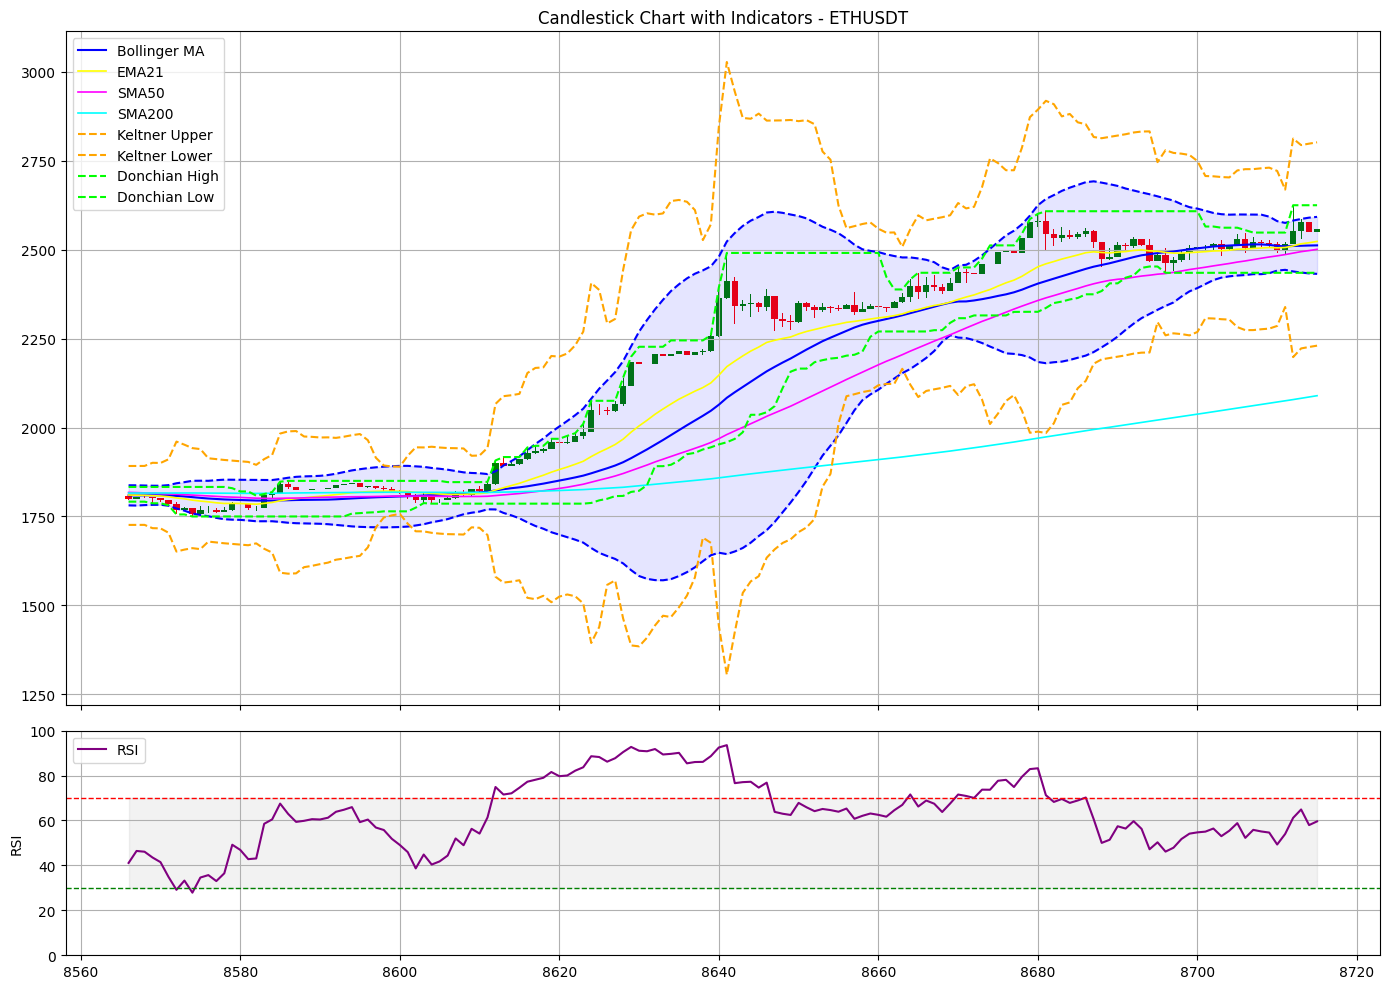 Candlestick Chart with Indicators - ETHUSDT
Bollinger MA
EMA21
SMA50
SMA200
Keltner Upper
Keltner Lower
Donchian High
Donchian Low
3000
2750
2500
2250
2000
1750
1500
1250
RSI
100
80
60
40
20
0
RSI
8560
8580
8600
8620
8640
8660
8680
8700
8720